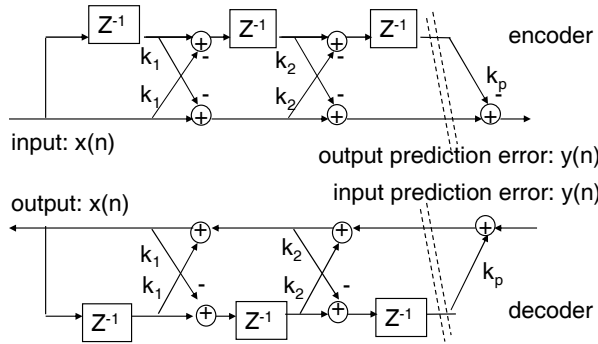 Z-1 Z-1 Z-1 encoder
k1 - k2 - kp
k1 - k2 - -
+ + + + +
input: x(n)
output prediction error: y(n)
output: x(n) input prediction error: y(n)
+ + +
k1 k2
k1 - k2 - kp
+ +
Z-1 Z-1 Z-1 decoder